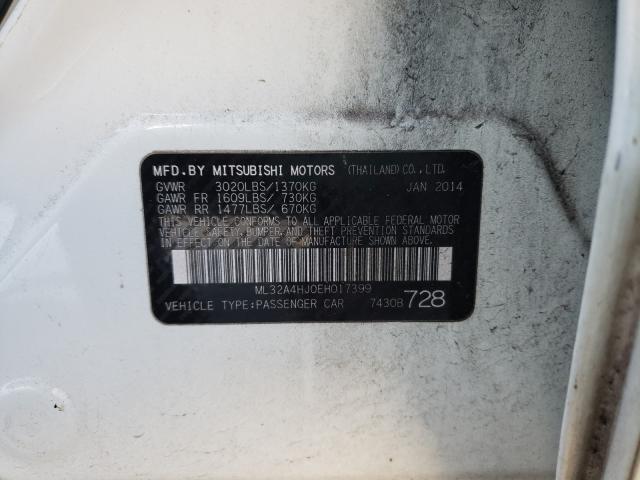 MFD.BY MITSUBISHI MOTORS (THAILAND) CO.,LTD.
GVWR 3020LBS/1370KG JAN 2014
GAWR FR 1609LBS/ 730KG
GAWR RR 1477LBS/ 670KG
THIS VEHICLE CONFORMS TO ALL APPLICABLE FEDERAL MOTOR
VEHICLE SAFETY, BUMPER, AND THEFT PREVENTION STANDARDS
IN EFFECT ON THE DATE OF MANUFACTURE SHOWN ABOVE.
ML32A4HJ0EH017399
VEHICLE TYPE:PASSENGER CAR 7430B 728